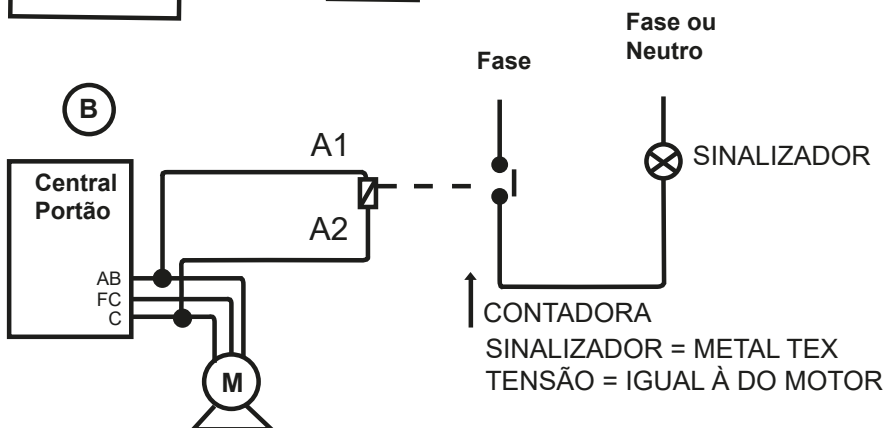 Fase ou
Neutro
Fase
B
A1
SINALIZADOR
Central
Portão
A2
AB
FC
C
CONTADORA
SINALIZADOR = METAL TEX
TENSÃO = IGUAL À DO MOTOR
M